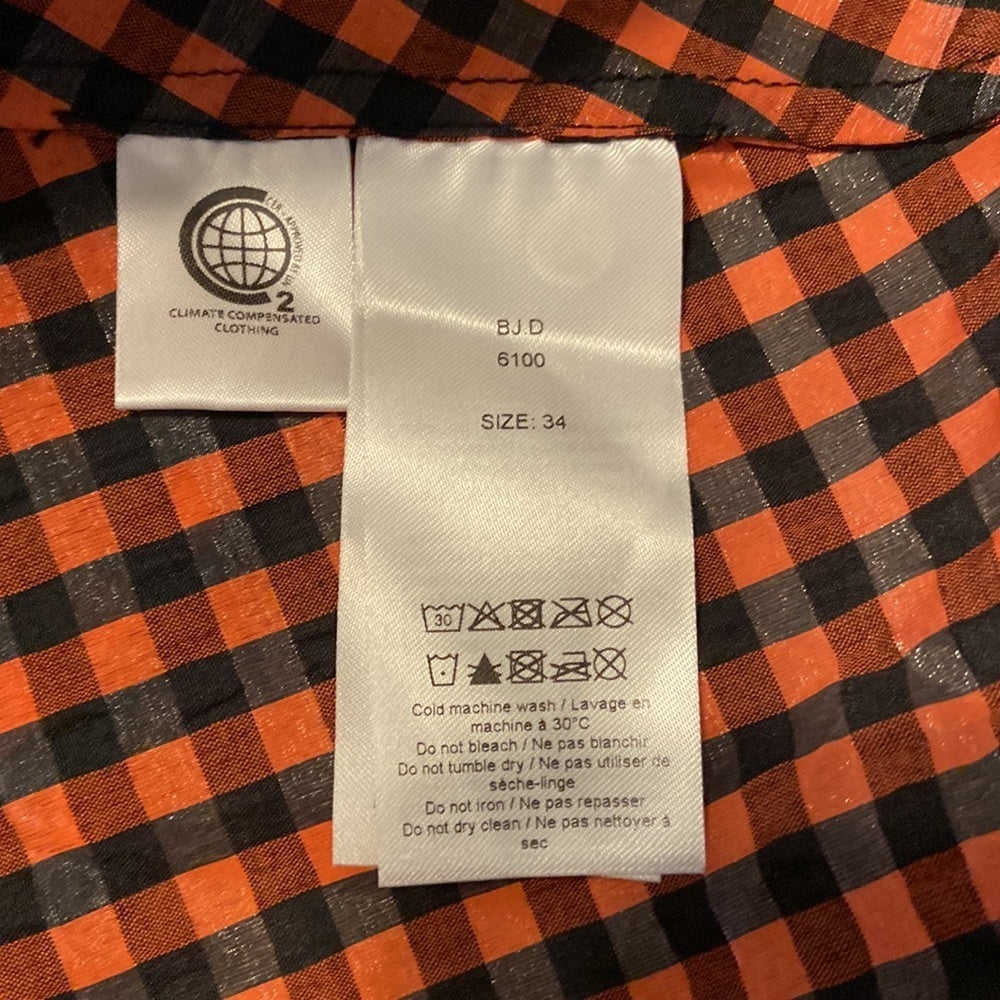 2
CLIMATE COMPENSATED
CLOTHING
BJ.D
6100
SIZE: 34
30
Cold machine wash / Lavage en
machine à 30°C
Do not bleach / Ne pas blanchir
Do not tumble dry / Ne pas utiliser de
sèche-linge
Do not iron / Ne pas repasser
Do not dry clean / Ne pas nettoyer à
sec